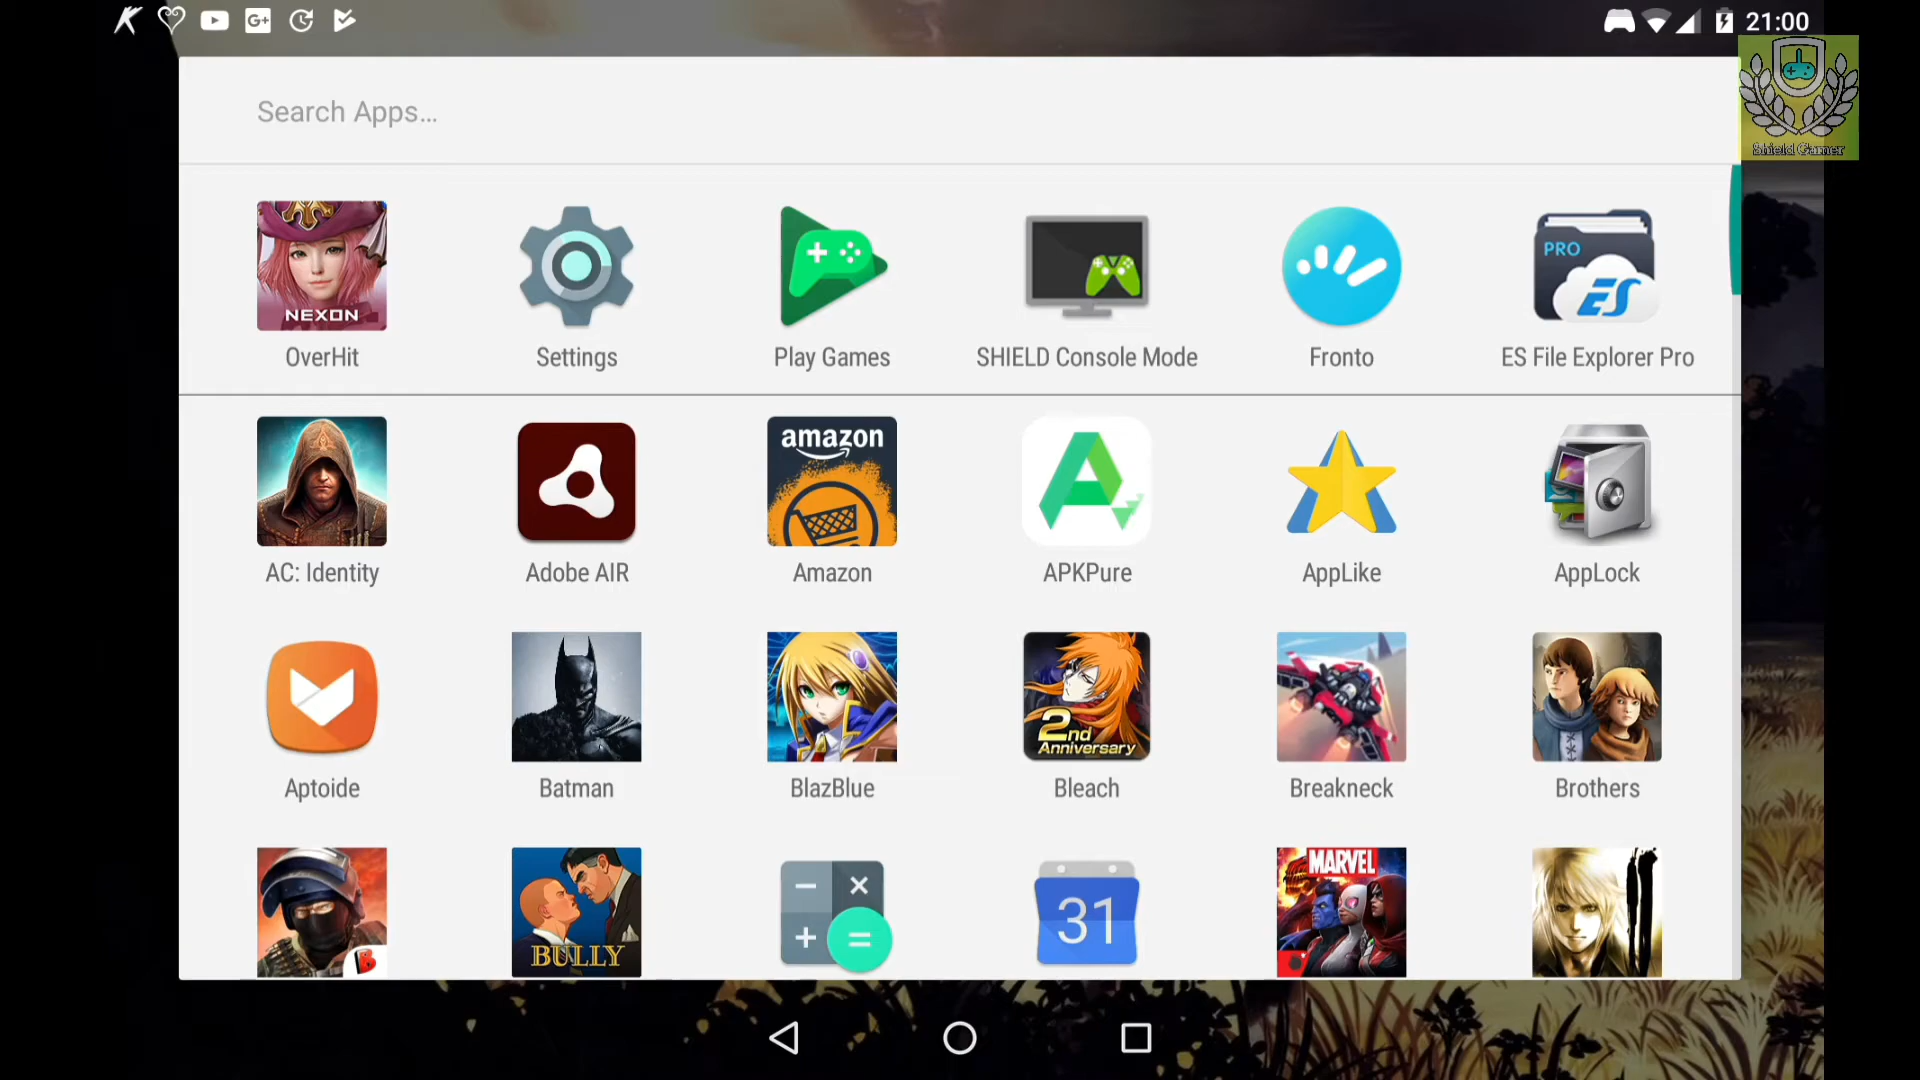 G+
21:00
Shield Gamer
Search Apps...
NEXON
PRO
ES
OverHit
Settings
Play Games
SHIELD Console Mode
Fronto
ES File Explorer Pro
amazon
AC: Identity
Adobe AIR
Amazon
APKPure
AppLike
AppLock
2nd
Anniversary
Aptoide
Batman
BlazBlue
Bleach
Breakneck
Brothers
BULLY
31
MARVEL